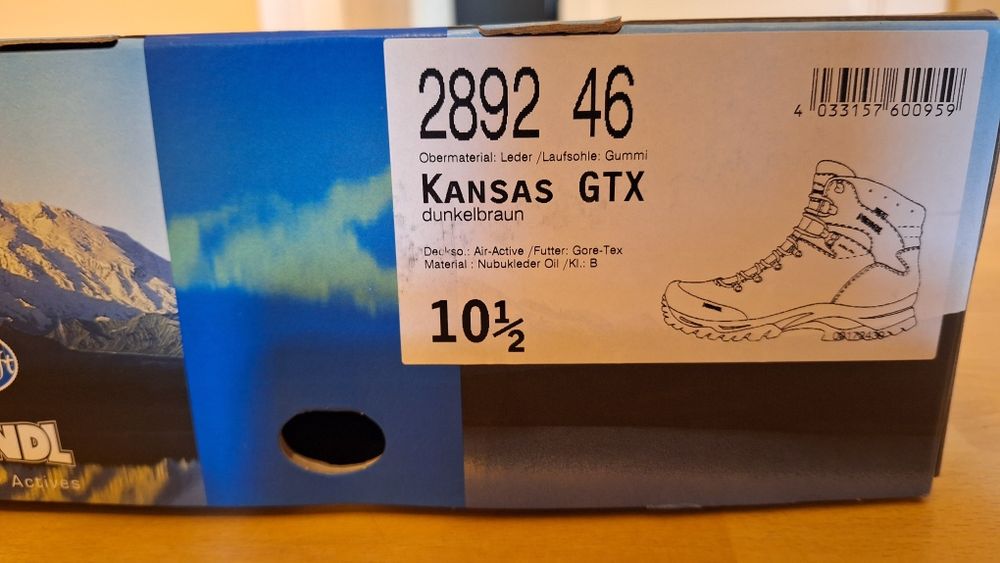 2892 46
Obermaterial: Leder /Laufsohle: Gummi
KANSAS GTX
dunkelbraun
Deckso.: Air-Active /Futter: Gore-Tex
Material : Nubukleder Oil /Kl.: B
10½
4 033157 600959
NDL
Actives